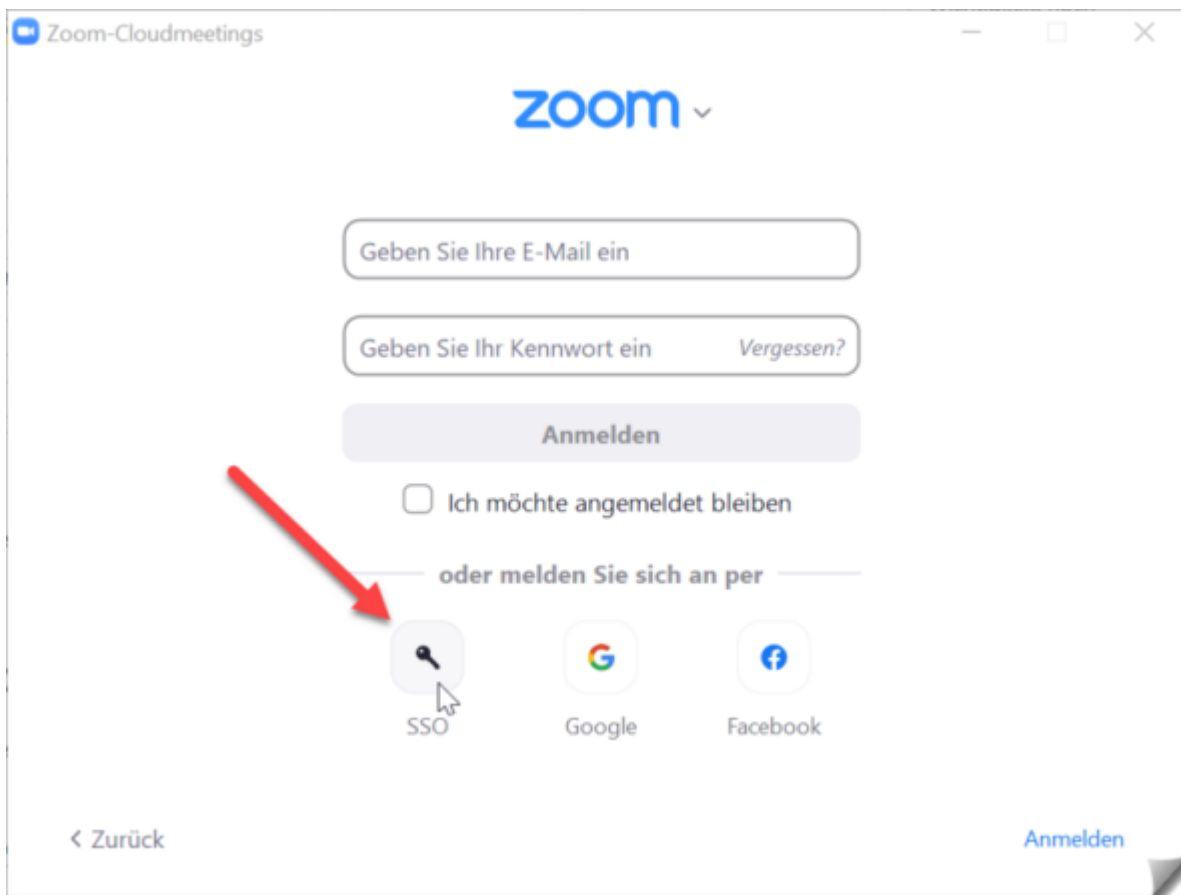 Zoom-Cloudmeetings
zoom
Geben Sie Ihre E-Mail ein
Geben Sie Ihr Kennwort ein Vergessen?
Anmelden
Ich möchte angemeldet bleiben
oder melden Sie sich an per
SSO Google Facebook
< Zurück Anmelden